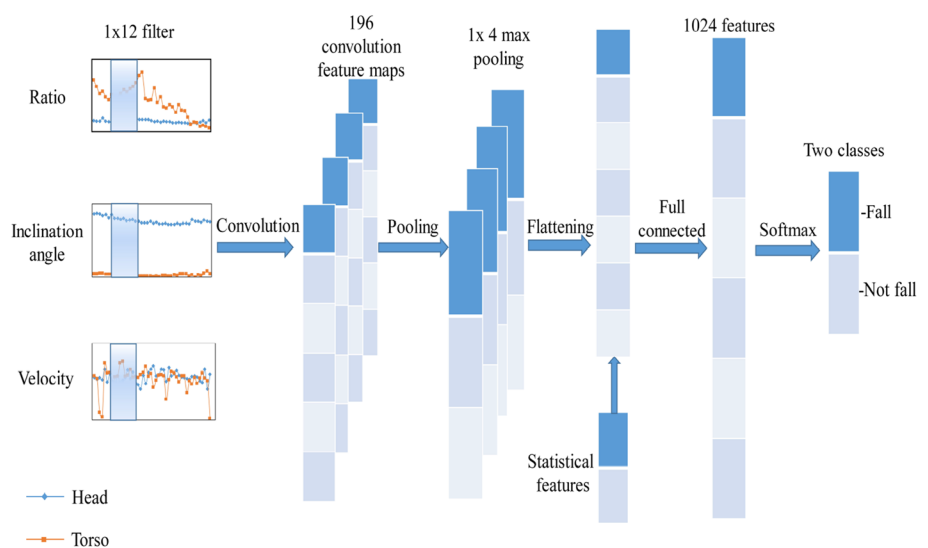 1x12 filter
196
convolution
feature maps
1x 4 max
pooling
1024 features
Ratio
Two classes
Inclination
angle
Convolution
Pooling
Flattening
Full
connected
Softmax
-Fall
-Not fall
Velocity
Statistical
features
Head
Torso